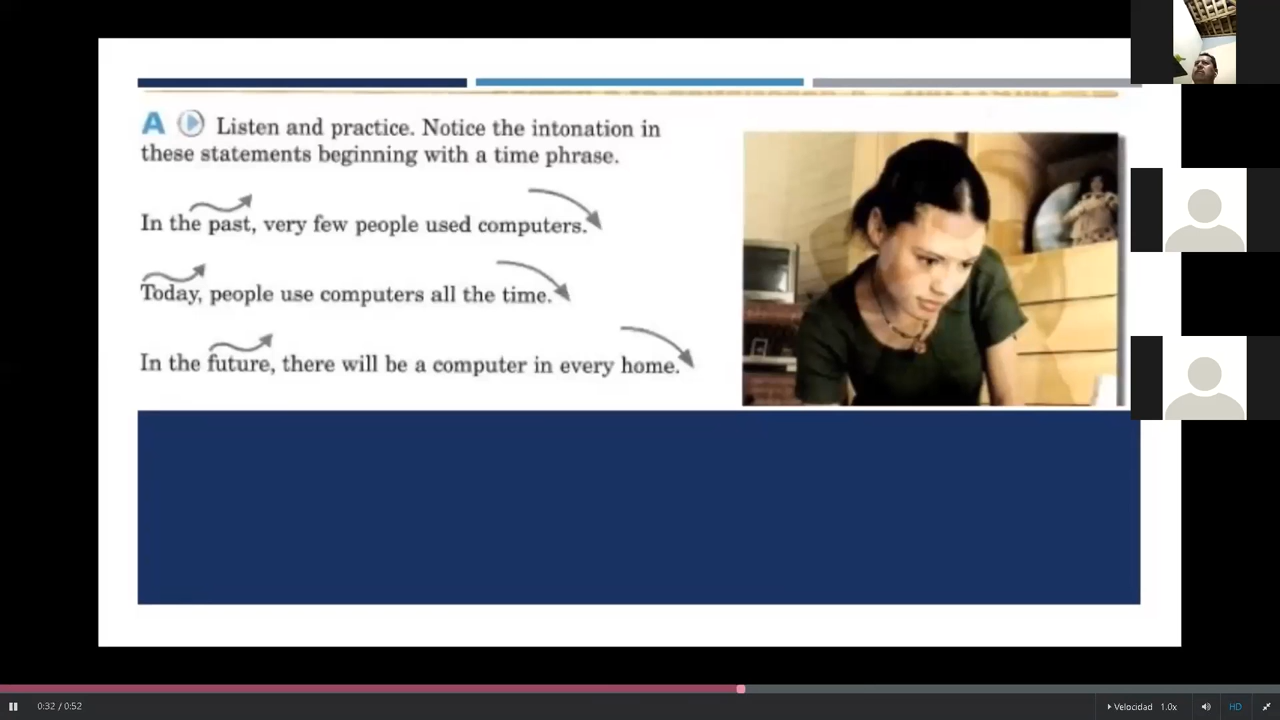 A Listen and practice. Notice the intonation in
these statements beginning with a time phrase.
In the past, very few people used computers.
Today, people use computers all the time.
In the future, there will be a computer in every home.
0:32 / 0:52
Velocidad 1.0x
HD